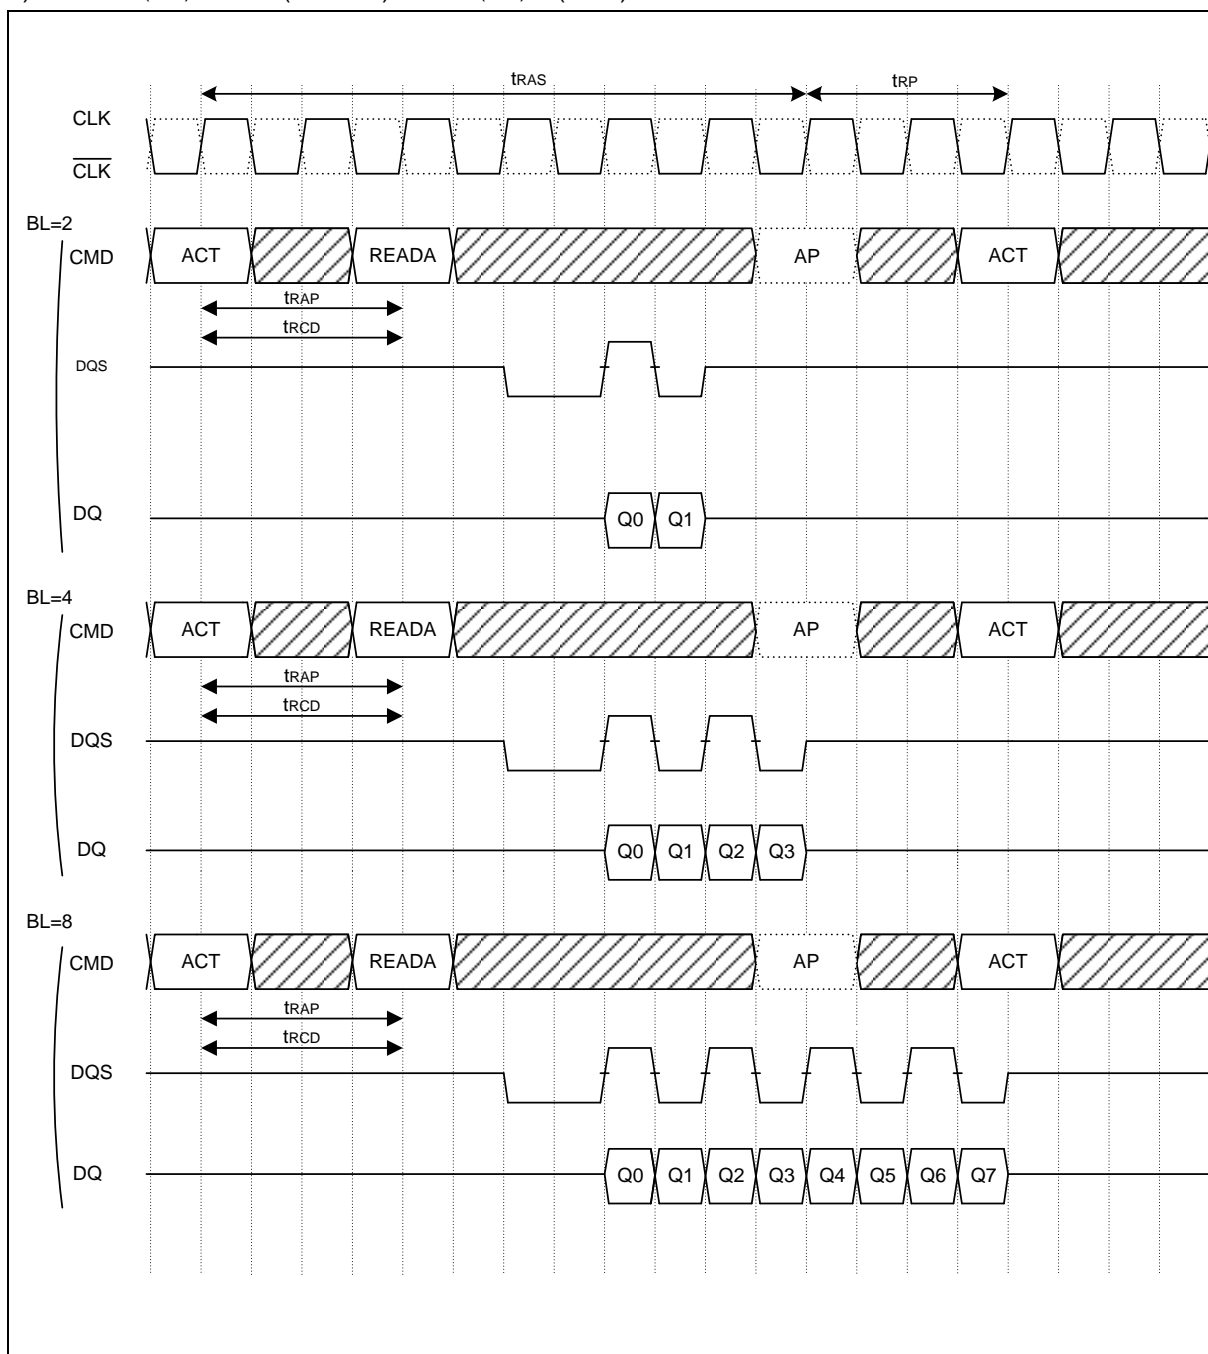 tRAS tRP
CLK
CLK
BL=2
CMD ACT READA AP ACT
tRAP
tRCD
DQS
DQ Q0 Q1
BL=4
CMD ACT READA AP ACT
tRAP
tRCD
DQS
DQ Q0 Q1 Q2 Q3
BL=8
CMD ACT READA AP ACT
tRAP
tRCD
DQS
DQ Q0 Q1 Q2 Q3 Q4 Q5 Q6 Q7